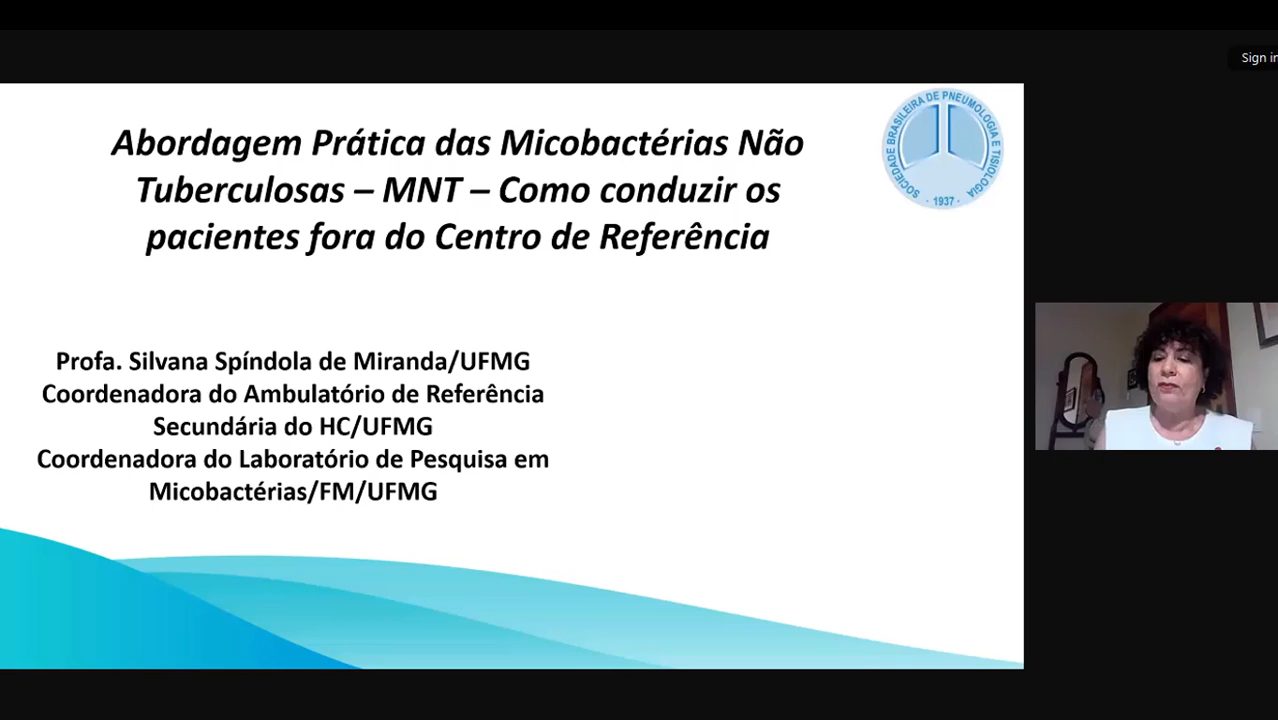 Sign in
SOCIEDADE BRASILEIRA DE PNEUMOLOGIA E TISIOLOGIA
· 1937 ·
Abordagem Prática das Micobactérias Não
Tuberculosas – MNT – Como conduzir os
pacientes fora do Centro de Referência
Profa. Silvana Spíndola de Miranda/UFMG
Coordenadora do Ambulatório de Referência
Secundária do HC/UFMG
Coordenadora do Laboratório de Pesquisa em
Micobactérias/FM/UFMG